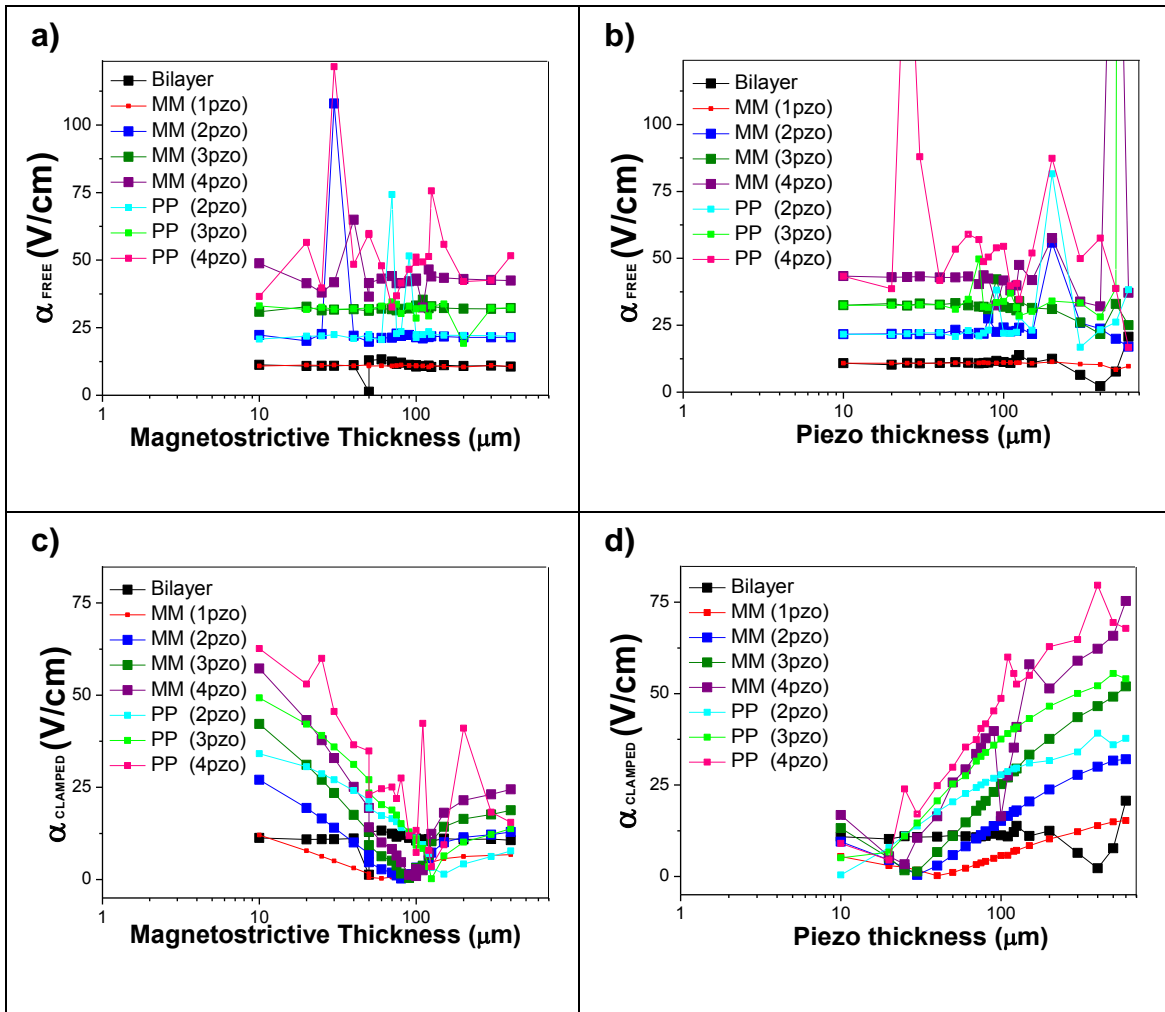 a)
Bilayer
MM (1pzo)
MM (2pzo)
MM (3pzo)
MM (4pzo)
PP (2pzo)
PP (3pzo)
PP (4pzo)
100
75
50
25
0
1
10
100
α FREE (V/cm)
Magnetostrictive Thickness (μm)
b)
Bilayer
MM (1pzo)
MM (2pzo)
MM (3pzo)
MM (4pzo)
PP (2pzo)
PP (3pzo)
PP (4pzo)
100
75
50
25
0
1
10
100
α FREE (V/cm)
Piezo thickness (μm)
c)
Bilayer
MM (1pzo)
MM (2pzo)
MM (3pzo)
MM (4pzo)
PP (2pzo)
PP (3pzo)
PP (4pzo)
75
50
25
0
1
10
100
α CLAMPED (V/cm)
Magnetostrictive Thickness (μm)
d)
Bilayer
MM (1pzo)
MM (2pzo)
MM (3pzo)
MM (4pzo)
PP (2pzo)
PP (3pzo)
PP (4pzo)
75
50
25
0
1
10
100
α CLAMPED (V/cm)
Piezo thickness (μm)